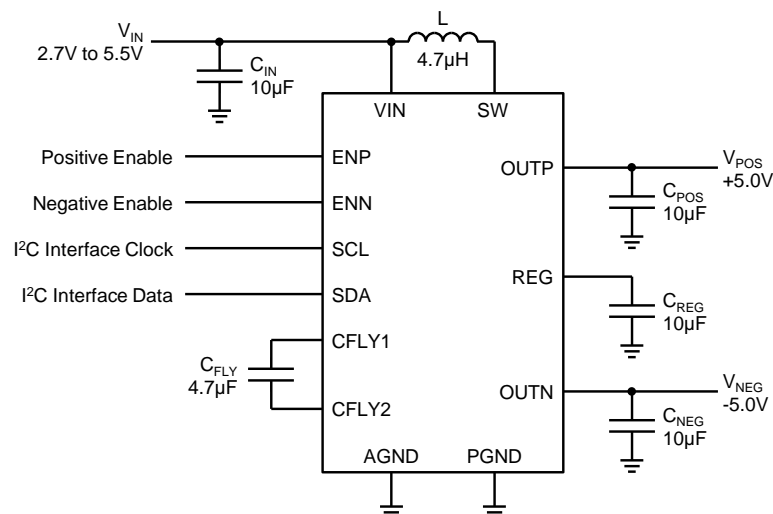 V_IN
2.7V to 5.5V
L
4.7µH
C_IN
10µF
VIN
SW
Positive Enable
ENP
OUTP
V_POS
+5.0V
Negative Enable
ENN
C_POS
10µF
I²C Interface Clock
SCL
REG
I²C Interface Data
SDA
C_REG
10µF
CFLY1
C_FLY
4.7µF
CFLY2
OUTN
V_NEG
-5.0V
C_NEG
10µF
AGND
PGND